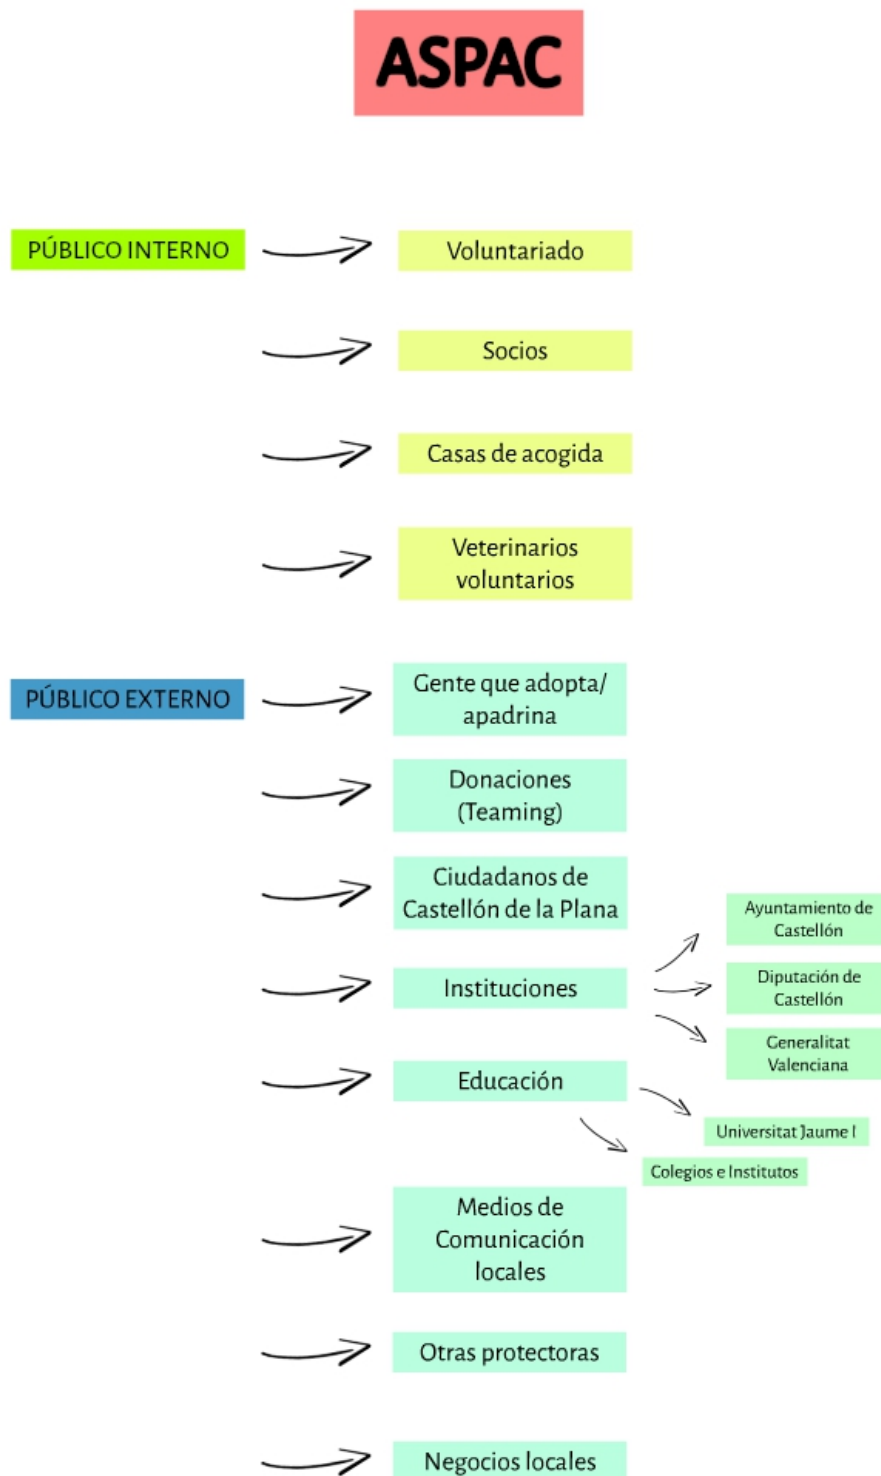 ASPAC
PÚBLICO INTERNO
Voluntariado
Socios
Casas de acogida
Veterinarios
voluntarios
PÚBLICO EXTERNO
Gente que adopta/
apadrina
Donaciones
(Teaming)
Ciudadanos de
Castellón de la Plana
Instituciones
Ayuntamiento de
Castellón
Diputación de
Castellón
Generalitat
Valenciana
Educación
Universitat Jaume I
Colegios e Institutos
Medios de
Comunicación
locales
Otras protectoras
Negocios locales